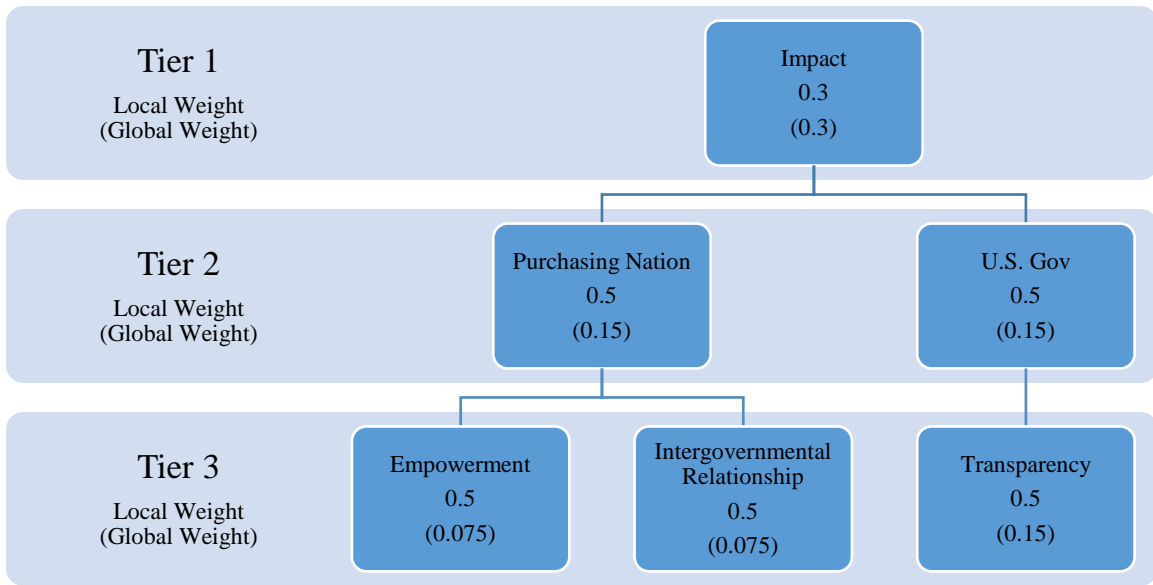 Tier 1
Local Weight
(Global Weight)
Impact
0.3
(0.3)
Tier 2
Local Weight
(Global Weight)
Purchasing Nation
0.5
(0.15)
U.S. Gov
0.5
(0.15)
Tier 3
Local Weight
(Global Weight)
Empowerment
0.5
(0.075)
Intergovernmental
Relationship
0.5
(0.075)
Transparency
0.5
(0.15)